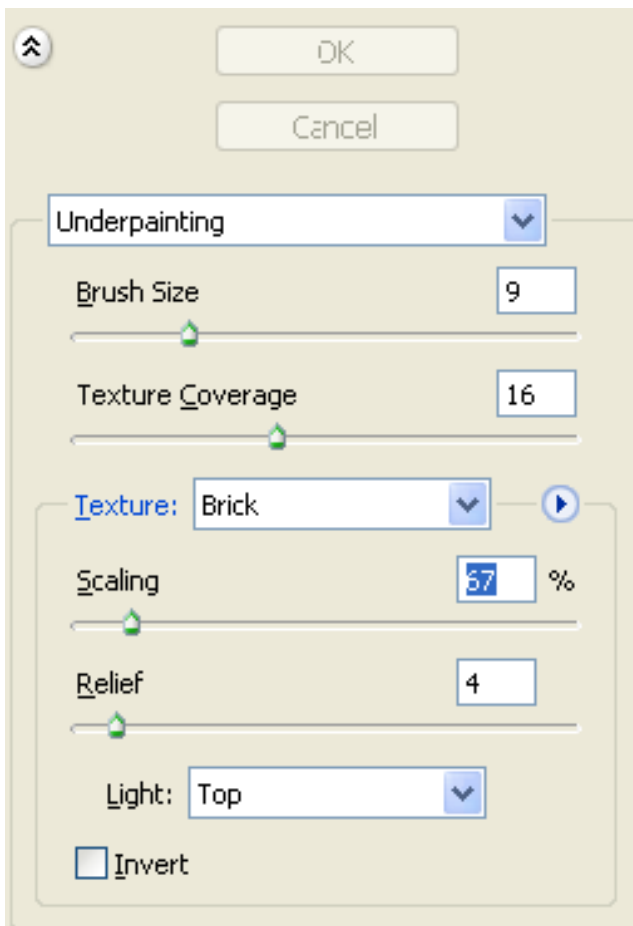 OK
Cancel
Underpainting
Brush Size 9
Texture Coverage 16
Texture: Brick
Scaling 67 %
Relief 4
Light: Top
Invert